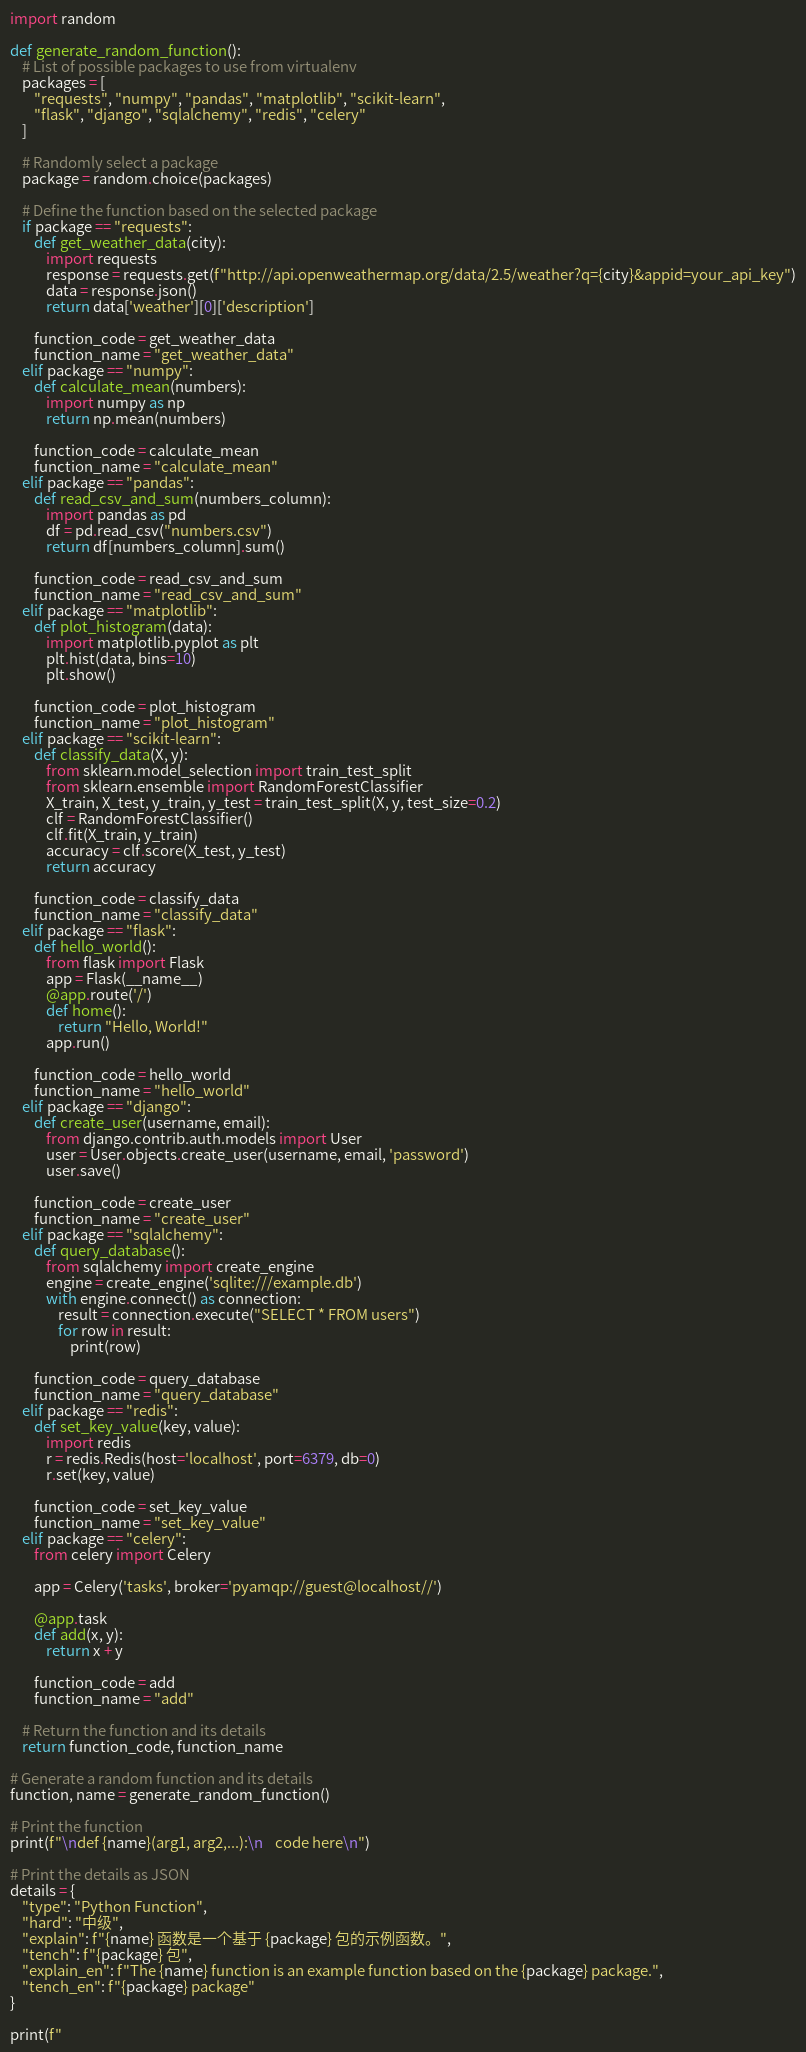 import random

def generate_random_function():
    # List of possible packages to use from virtualenv
    packages = [
        "requests", "numpy", "pandas", "matplotlib", "scikit-learn",
        "flask", "django", "sqlalchemy", "redis", "celery"
    ]

    # Randomly select a package
    package = random.choice(packages)

    # Define the function based on the selected package
    if package == "requests":
        def get_weather_data(city):
            import requests
            response = requests.get(f"http://api.openweathermap.org/data/2.5/weather?q={city}&appid=your_api_key")
            data = response.json()
            return data['weather'][0]['description']

        function_code = get_weather_data
        function_name = "get_weather_data"
    elif package == "numpy":
        def calculate_mean(numbers):
            import numpy as np
            return np.mean(numbers)

        function_code = calculate_mean
        function_name = "calculate_mean"
    elif package == "pandas":
        def read_csv_and_sum(numbers_column):
            import pandas as pd
            df = pd.read_csv("numbers.csv")
            return df[numbers_column].sum()

        function_code = read_csv_and_sum
        function_name = "read_csv_and_sum"
    elif package == "matplotlib":
        def plot_histogram(data):
            import matplotlib.pyplot as plt
            plt.hist(data, bins=10)
            plt.show()

        function_code = plot_histogram
        function_name = "plot_histogram"
    elif package == "scikit-learn":
        def classify_data(X, y):
            from sklearn.model_selection import train_test_split
            from sklearn.ensemble import RandomForestClassifier
            X_train, X_test, y_train, y_test = train_test_split(X, y, test_size=0.2)
            clf = RandomForestClassifier()
            clf.fit(X_train, y_train)
            accuracy = clf.score(X_test, y_test)
            return accuracy

        function_code = classify_data
        function_name = "classify_data"
    elif package == "flask":
        def hello_world():
            from flask import Flask
            app = Flask(__name__)
            @app.route('/')
            def home():
                return "Hello, World!"
            app.run()

        function_code = hello_world
        function_name = "hello_world"
    elif package == "django":
        def create_user(username, email):
            from django.contrib.auth.models import User
            user = User.objects.create_user(username, email, 'password')
            user.save()

        function_code = create_user
        function_name = "create_user"
    elif package == "sqlalchemy":
        def query_database():
            from sqlalchemy import create_engine
            engine = create_engine('sqlite:///example.db')
            with engine.connect() as connection:
                result = connection.execute("SELECT * FROM users")
                for row in result:
                    print(row)

        function_code = query_database
        function_name = "query_database"
    elif package == "redis":
        def set_key_value(key, value):
            import redis
            r = redis.Redis(host='localhost', port=6379, db=0)
            r.set(key, value)

        function_code = set_key_value
        function_name = "set_key_value"
    elif package == "celery":
        from celery import Celery

        app = Celery('tasks', broker='pyamqp://guest@localhost//')

        @app.task
        def add(x, y):
            return x + y

        function_code = add
        function_name = "add"

    # Return the function and its details
    return function_code, function_name

# Generate a random function and its details
function, name = generate_random_function()

# Print the function
print(f"\ndef {name}(arg1, arg2,...):\n    code here\n")

# Print the details as JSON
details = {
    "type": "Python Function",
    "hard": "中级",
    "explain": f"{name} 函数是一个基于 {package} 包的示例函数。",
    "tench": f"{package} 包",
    "explain_en": f"The {name} function is an example function based on the {package} package.",
    "tench_en": f"{package} package"
}

print(f"